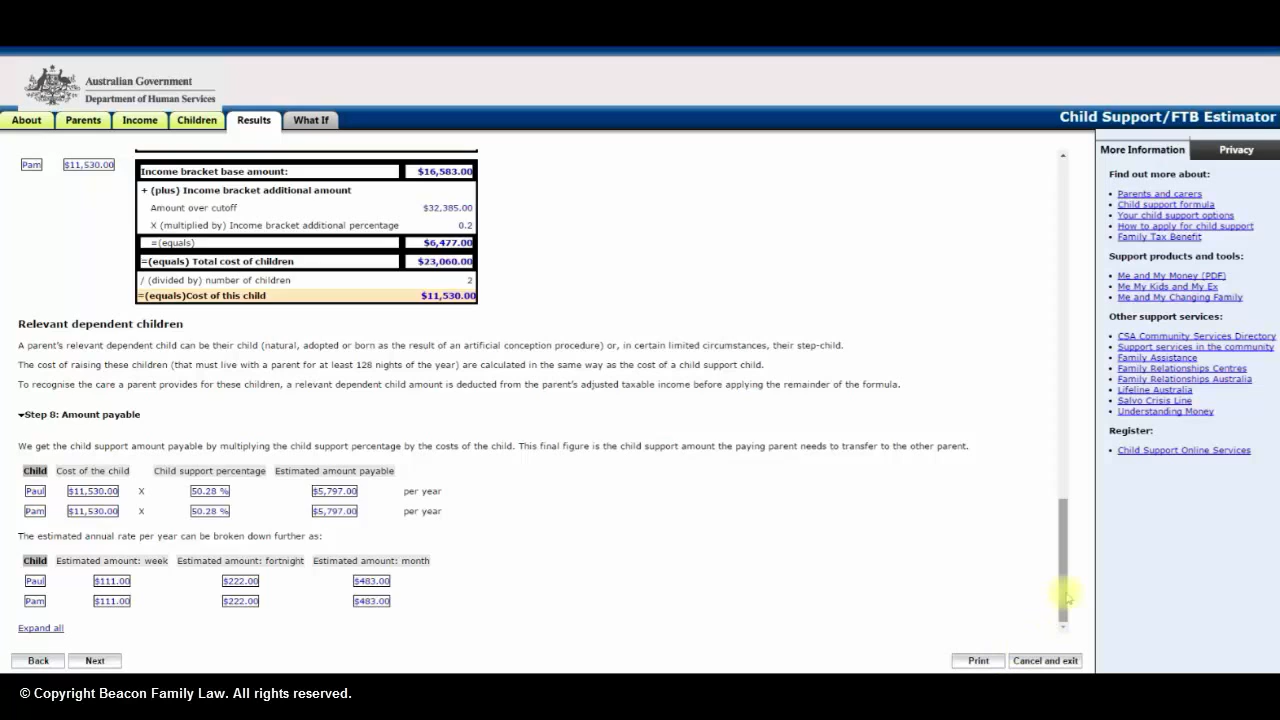 Australian Government
Department of Human Services
About Parents Income Children Results What If
Child Support/FTB Estimator
Pam $11,530.00
Income bracket base amount: $16,583.00
+ (plus) Income bracket additional amount
Amount over cutoff $32,385.00
X (multiplied by) Income bracket additional percentage 0.2
=(equals) $6,477.00
=(equals) Total cost of children $23,060.00
/ (divided by) number of children 2
=(equals)Cost of this child $11,530.00
Relevant dependent children
A parent's relevant dependent child can be their child (natural, adopted or born as the result of an artificial conception procedure) or, in certain limited circumstances, their step-child.
The cost of raising these children (that must live with a parent for at least 128 nights of the year) are calculated in the same way as the cost of a child support child.
To recognise the care a parent provides for these children, a relevant dependent child amount is deducted from the parent's adjusted taxable income before applying the remainder of the formula.
Step 8: Amount payable
We get the child support amount payable by multiplying the child support percentage by the costs of the child. This final figure is the child support amount the paying parent needs to transfer to the other parent.
Child Cost of the child Child support percentage Estimated amount payable
Paul $11,530.00 X 50.28 % $5,797.00 per year
Pam $11,530.00 X 50.28 % $5,797.00 per year
The estimated annual rate per year can be broken down further as:
Child Estimated amount: week Estimated amount: fortnight Estimated amount: month
Paul $111.00 $222.00 $483.00
Pam $111.00 $222.00 $483.00
Expand all
Back Next Print Cancel and exit
More Information Privacy
Find out more about:
Parents and carers
Child support formula
Your child support options
How to apply for child support
Family Tax Benefit
Support products and tools:
Me and My Money (PDF)
Me My Kids and My Ex
Me and My Changing Family
Other support services:
CSA Community Services Directory
Support services in the community
Family Assistance
Family Relationships Centres
Family Relationships Australia
Lifeline Australia
Salvo Crisis Line
Understanding Money
Register:
Child Support Online Services
© Copyright Beacon Family Law. All rights reserved.